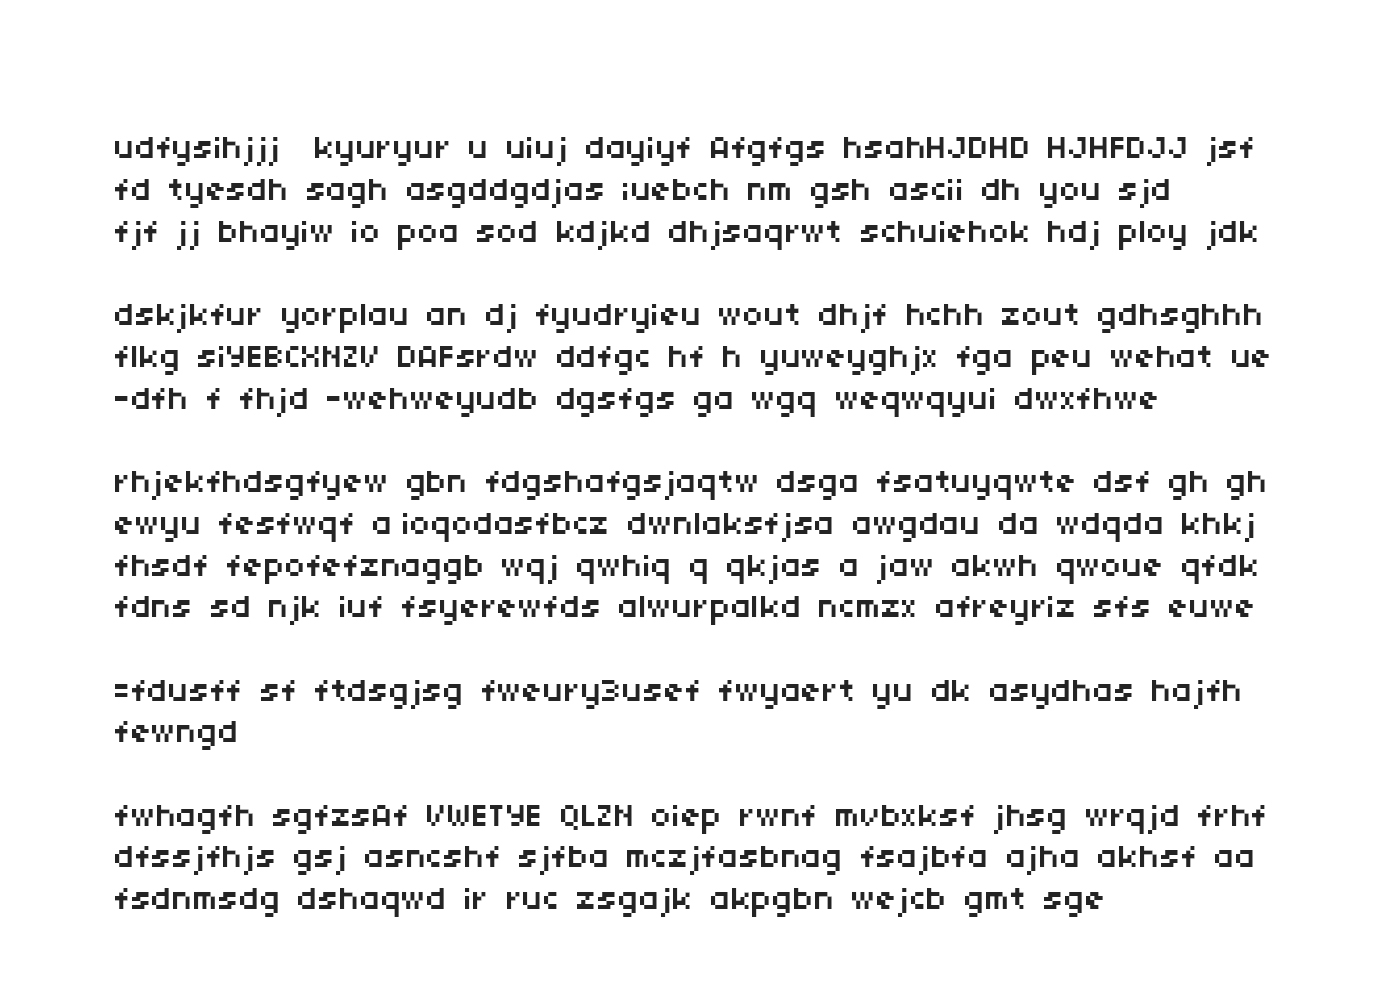 udfysihjjj  kyuryur u uiuj dayiyf Afgfgs hsahHJDHD HJHFDJJ jsf
fd tyesdh sagh asgddgdjas iuebch nm gsh ascii dh you sjd
fjf jj bhayiw io poa sod kdjkd dhjsaqrwt schuiehok hdj ploy jdk
dskjkfur yorplau an dj fyudryieu wout dhjf hchh zout gdhsghhh
flkg siYEBCXNZV DAFsrdw ddfgc hf h yuweyghjx fga peu wehat ue
-dfh f fhjd -wehweyudb dgsfgs ga wgq weqwqyui dwxfhwe
rhjekfhdsgfyew gbn fdgshafgsjaqtw dsga fsatuyqwte dsf gh gh
ewyu fesfwqf a ioqodasfbcz dwnlaksfjsa awgdau da wdqda khkj
fhsdf fepofefznaggb wqj qwhiq q qkjas a jaw akwh qwoue qfdk
fdns sd njk iuf fsyerewfds alwurpalkd ncmzx afreyriz sfs euwe
=fdusff sf ftdsgjsg fweury3usef fwyaert yu dk asydhas hajfh
fewngd
fwhagfh sgfzsAf VWETYE QLZN oiep rwnf mvbxksf jhsg wrqjd frhf
dfssjfhjs gsj asncshf sjfba mczjfasbnag fsajbfa ajha akhsf aa
fsdnmsdg dshaqwd ir ruc zsgajk akpgbn wejcb gmt sge